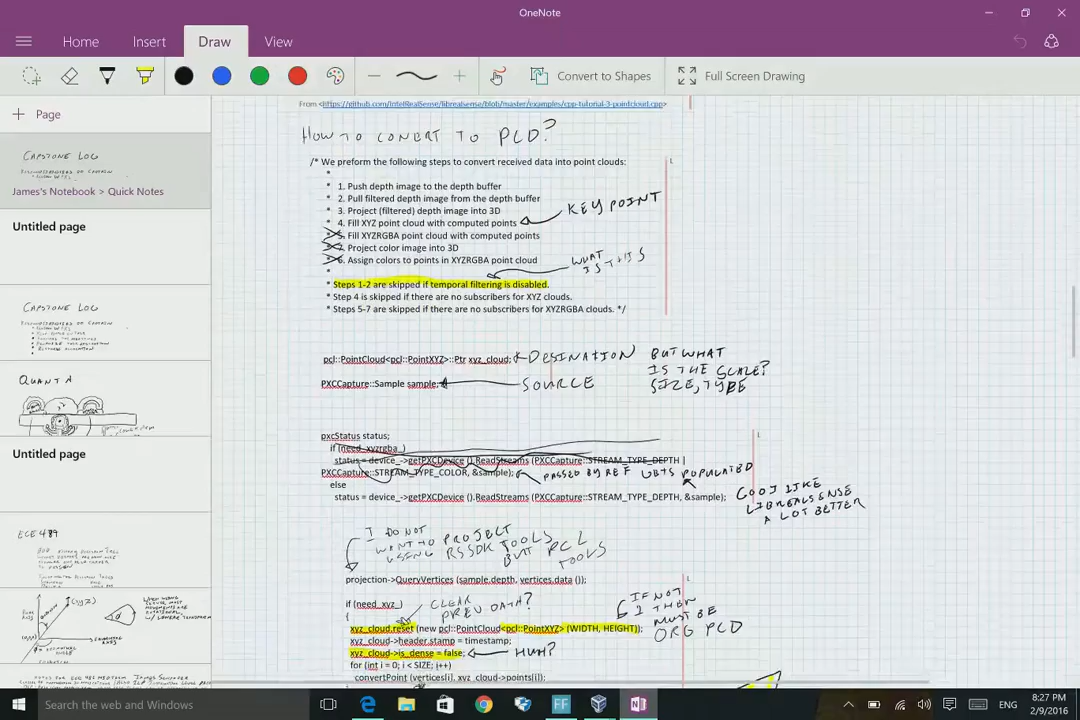 OneNote
Home
Insert
Draw
View
Convert to Shapes
Full Screen Drawing
Page
CAPSTONE LOG
James's Notebook > Quick Notes
Untitled page
CAPSTONE LOG
QUANTA
Untitled page
ECE 489
From <https://github.com/IntelRealSense/librealsense/blob/master/examples/cpp-tutorial-3-pointcloud.cpp>
HOW TO CONERT TO PCD?
/* We preform the following steps to convert received data into point clouds:
*
* 1. Push depth image to the depth buffer
* 2. Pull filtered depth image from the depth buffer
* 3. Project (filtered) depth image into 3D
* 4. Fill XYZ point cloud with computed points
KEY POINT
5. Fill XYZRGBA point cloud with computed points
7. Project color image into 3D
6. Assign colors to points in XYZRGBA point cloud
WHAT
IS THIS
*
* Steps 1-2 are skipped if temporal filtering is disabled.
* Step 4 is skipped if there are no subscribers for XYZ clouds.
* Steps 5-7 are skipped if there are no subscribers for XYZRGBA clouds. */
pcl::PointCloud<pcl::PointXYZ>::Ptr xyz_cloud;
DESINATION
BUT WHAT
IS THE SCALE?
SIZE, TYPE
PXCCapture::Sample sample;
SOURCE
pxcStatus status;
if (need_xyzrgba_)
status = device_->getPXCDevice ().ReadStreams (PXCCapture::STREAM_TYPE_DEPTH |
PXCCapture::STREAM_TYPE_COLOR, &sample);
PASSED BY REF GETS POPULATED
else
status = device_->getPXCDevice ().ReadStreams (PXCCapture::STREAM_TYPE_DEPTH, &sample);
LIBREALSENSE
A LOT BETTER
I DO NOT
WANT TO PROJECT
USING RSSDK TOOLS
BUT PCL
TOOLS
projection->QueryVertices (sample.depth, vertices.data ());
if (need_xyz_)
CLEAR
PREV DATA?
{
IF NOT
1 THEN
MUST BE
ORG PCD
xyz_cloud.reset (new pcl::PointCloud<pcl::PointXYZ> (WIDTH, HEIGHT));
xyz_cloud->header.stamp = timestamp;
xyz_cloud->is_dense = false;
HUH?
for (int i = 0; i < SIZE; i++)
convertPoint (vertices[i], xyz_cloud->points[i]);
Search the web and Windows
ENG
8:27 PM
2/9/2016